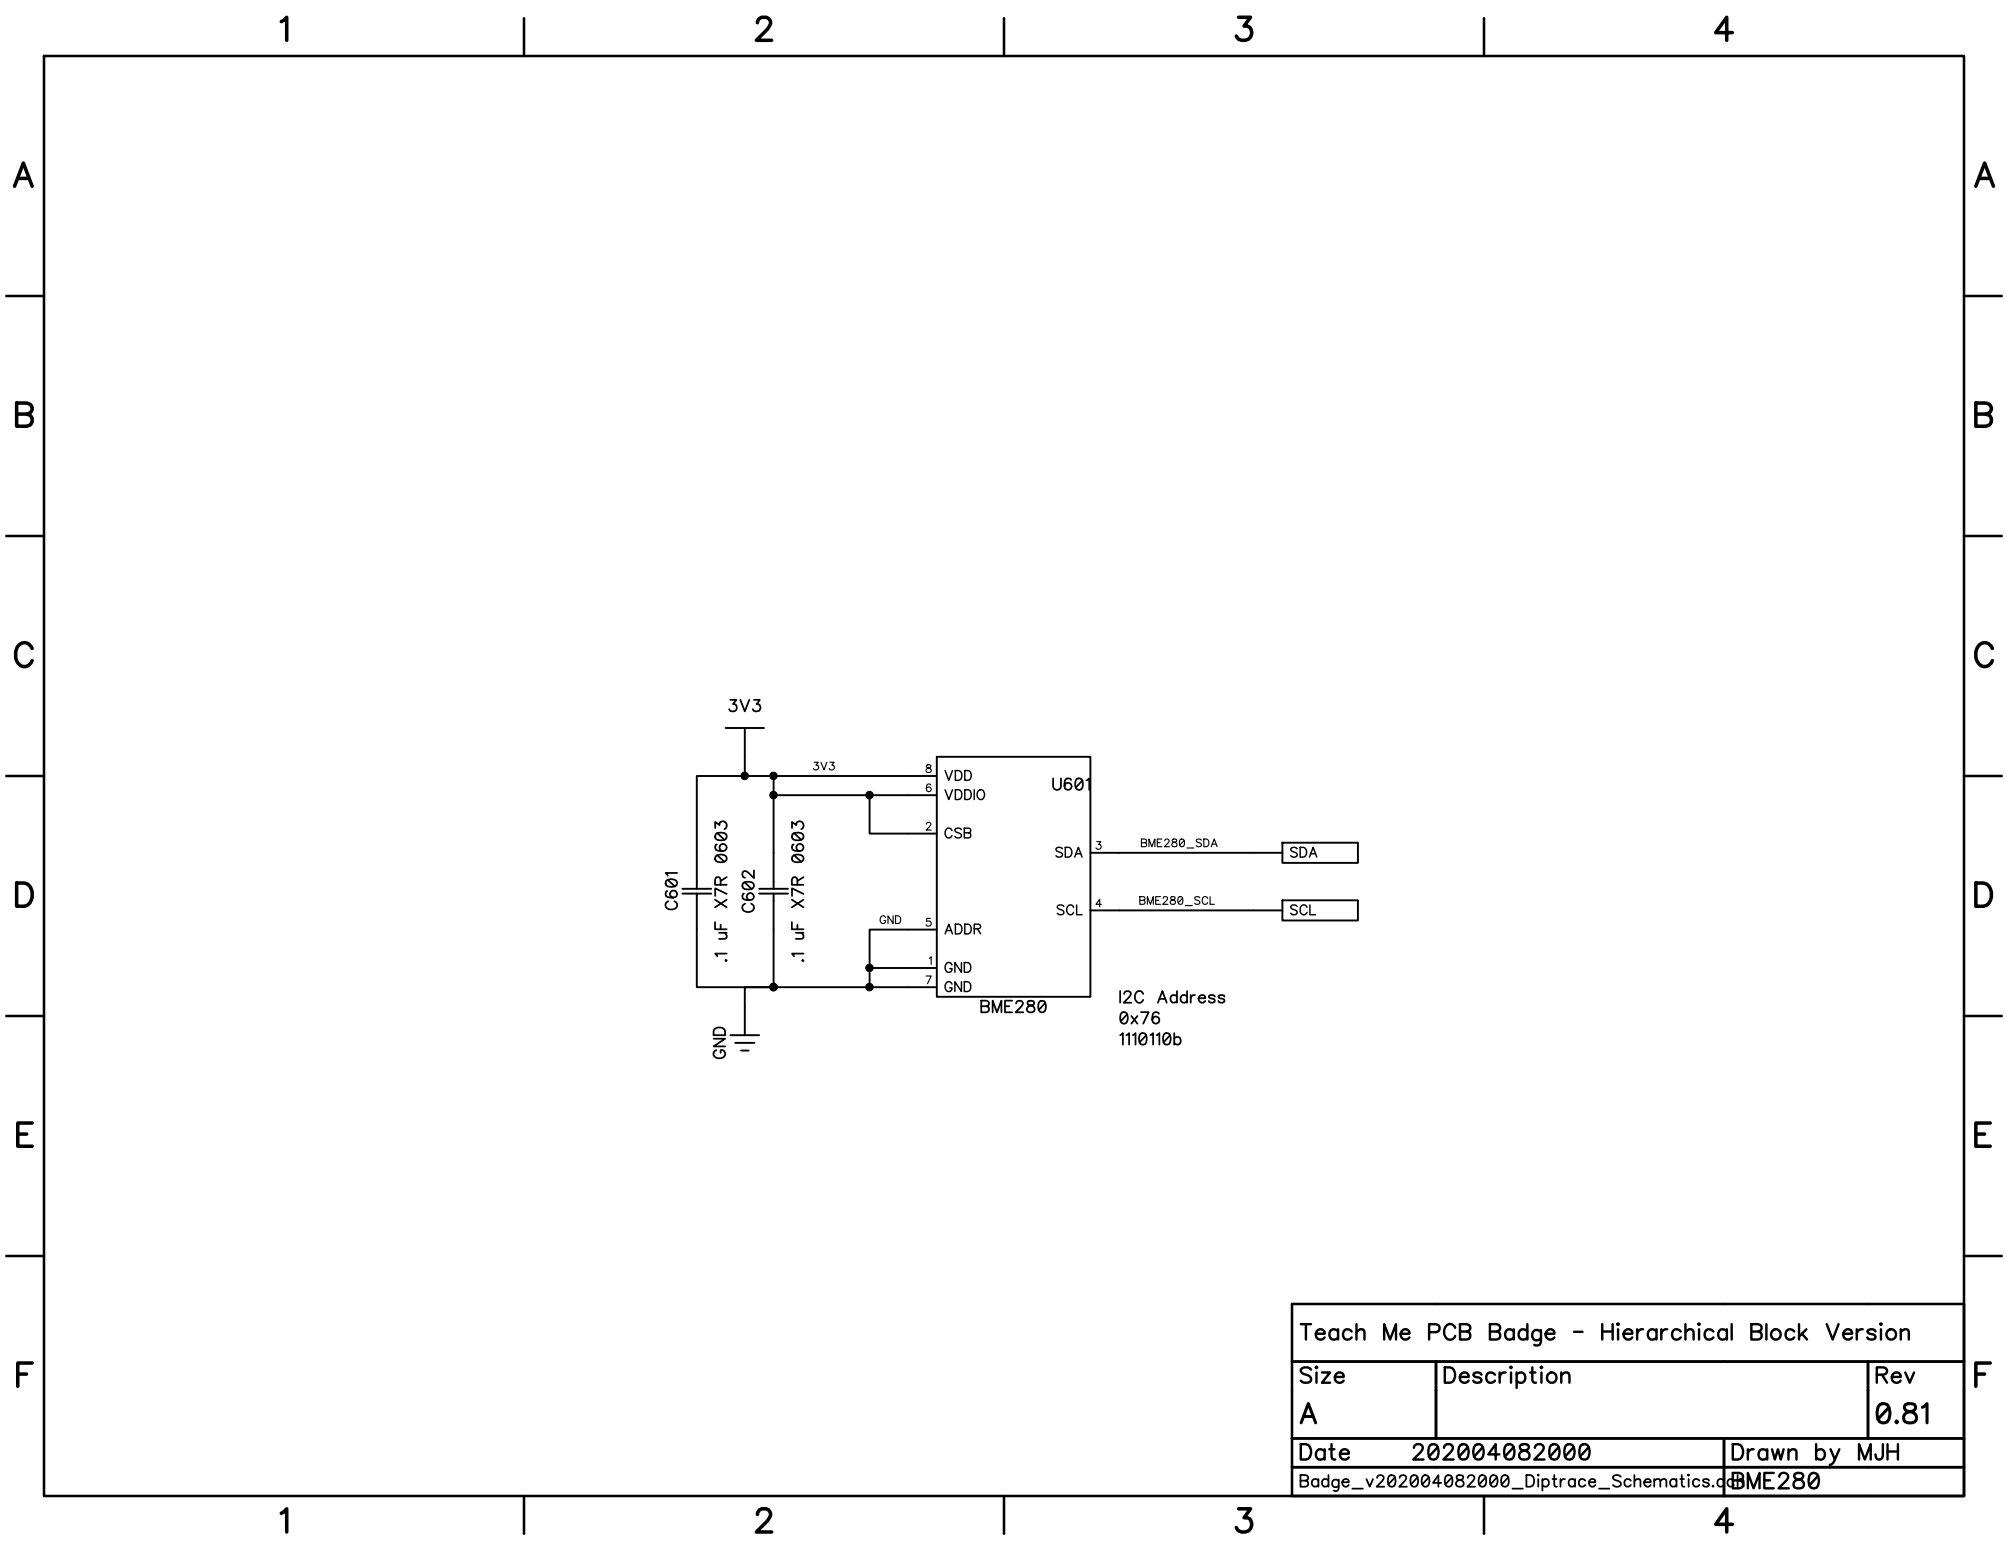 1 2 3 4
A A
B B
C C
3V3
3V3 8 VDD
U601
6 VDDIO
2 CSB
SDA 3 BME280_SDA SDA
C601 .1 uF X7R 0603 C602 .1 uF X7R 0603
D D
SCL 4 BME280_SCL SCL
GND 5 ADDR
1 GND
7 GND
BME280
I2C Address
0x76
1110110b
GND
E E
Teach Me PCB Badge - Hierarchical Block Version
F F
Size Description Rev
A 0.81
Date 202004082000 Drawn by MJH
Badge_v202004082000_Diptrace_Schematics. BME280
1 2 3 4